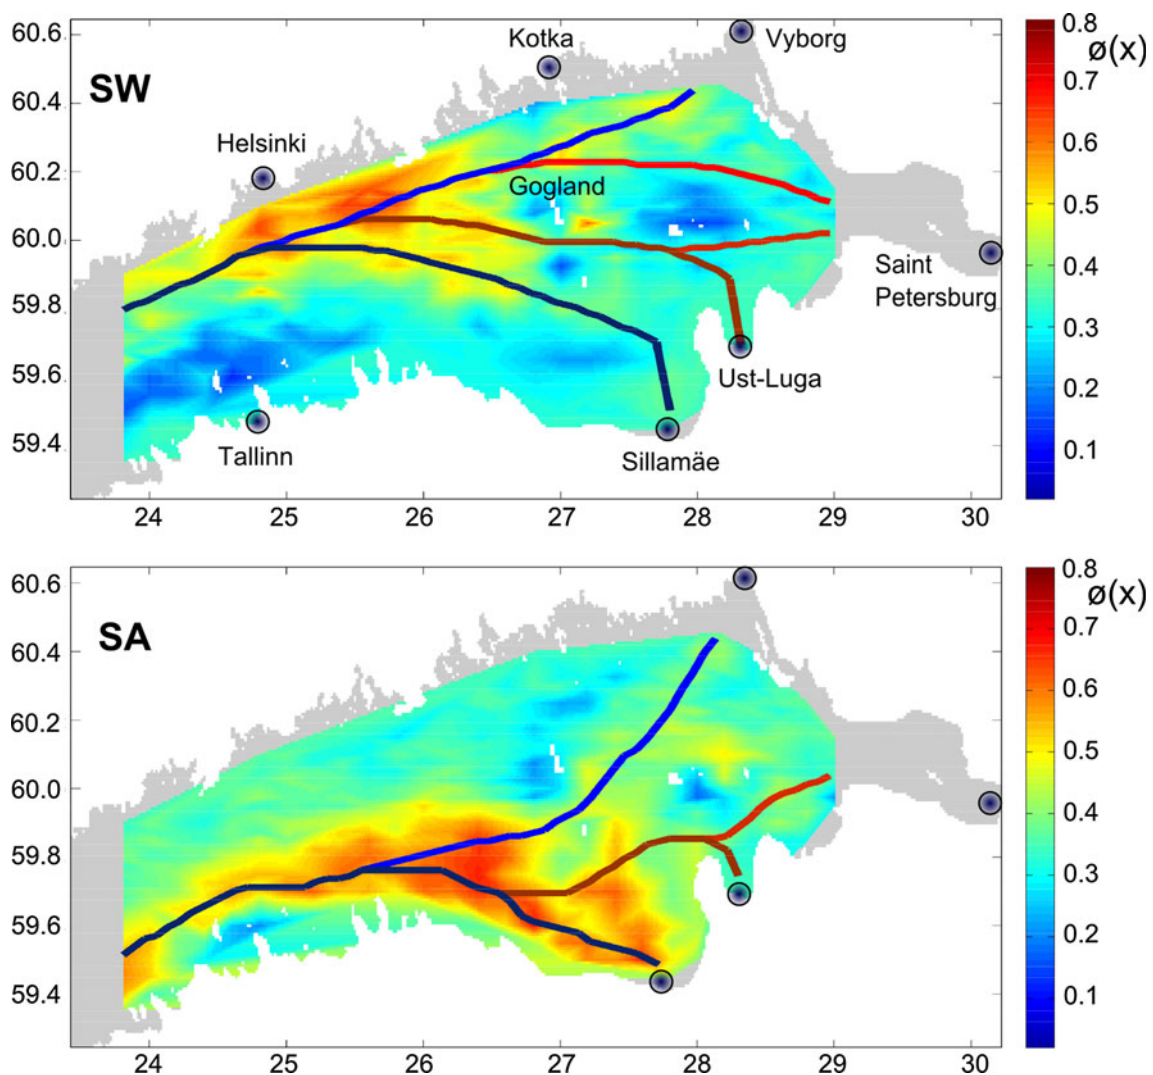 60.6
60.4
60.2
60.0
59.8
59.6
59.4
SW
Kotka
Vyborg
Helsinki
Gogland
Saint
Petersburg
Ust-Luga
Tallinn
Sillamäe
24 25 26 27 28 29 30
0.8
0.7
0.6
0.5
0.4
0.3
0.2
0.1
ø(x)
60.6
60.4
60.2
60.0
59.8
59.6
59.4
SA
24 25 26 27 28 29 30
0.8
0.7
0.6
0.5
0.4
0.3
0.2
0.1
ø(x)